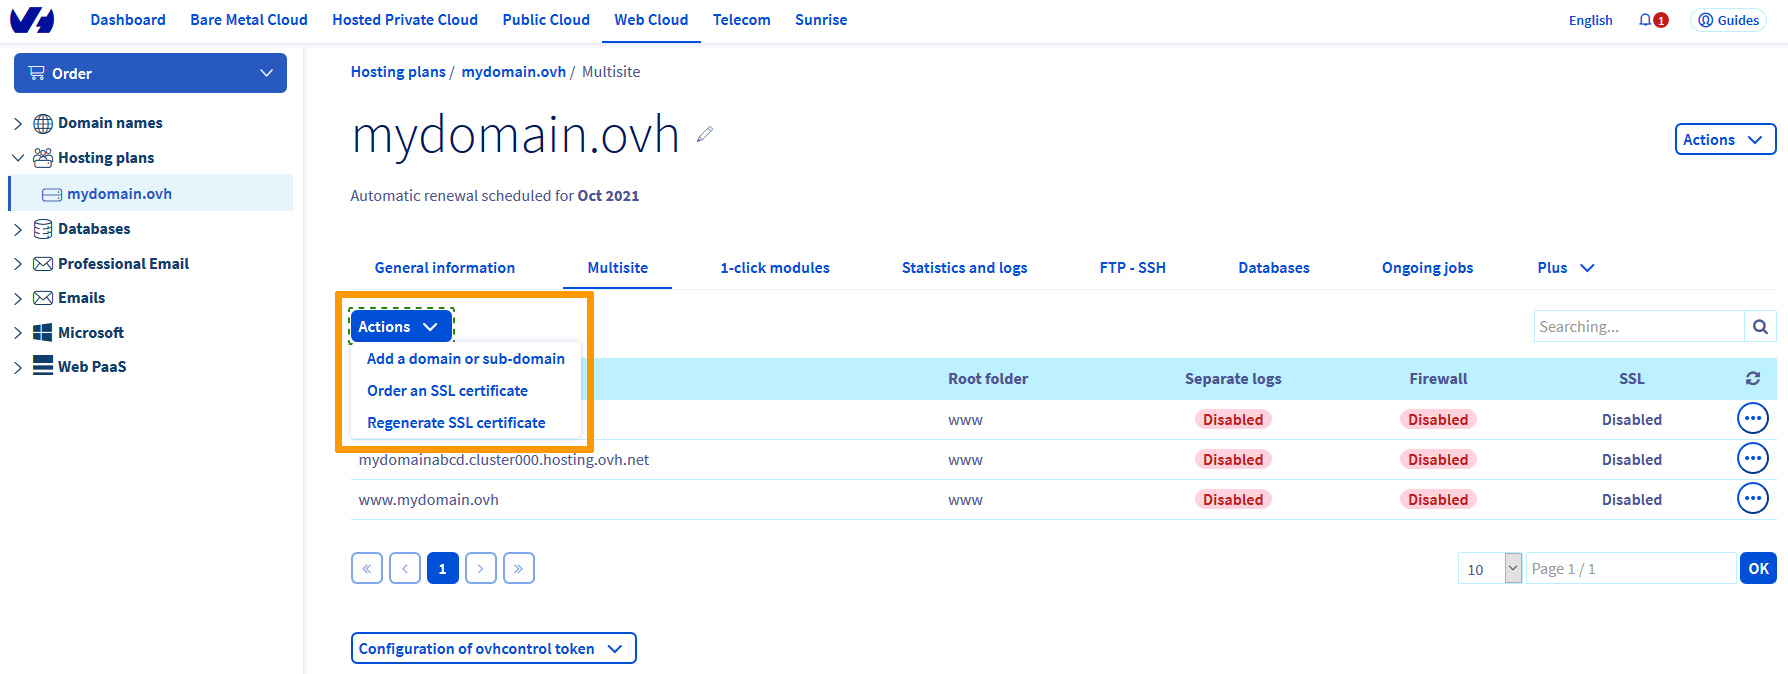 Dashboard Bare Metal Cloud Hosted Private Cloud Public Cloud Web Cloud Telecom Sunrise English 1 Guides
Order
Domain names
Hosting plans
mydomain.ovh
Databases
Professional Email
Emails
Microsoft
Web PaaS
Hosting plans / mydomain.ovh / Multisite
mydomain.ovh
Actions
Automatic renewal scheduled for Oct 2021
General information Multisite 1-click modules Statistics and logs FTP - SSH Databases Ongoing jobs Plus
Actions
Searching...
Add a domain or sub-domain
Order an SSL certificate
Regenerate SSL certificate
Root folder Separate logs Firewall SSL
www Disabled Disabled Disabled
mydomainabcd.cluster000.hosting.ovh.net www Disabled Disabled Disabled
www.mydomain.ovh www Disabled Disabled Disabled
« ‹ 1 › »
10 Page 1 / 1 OK
Configuration of ovhcontrol token